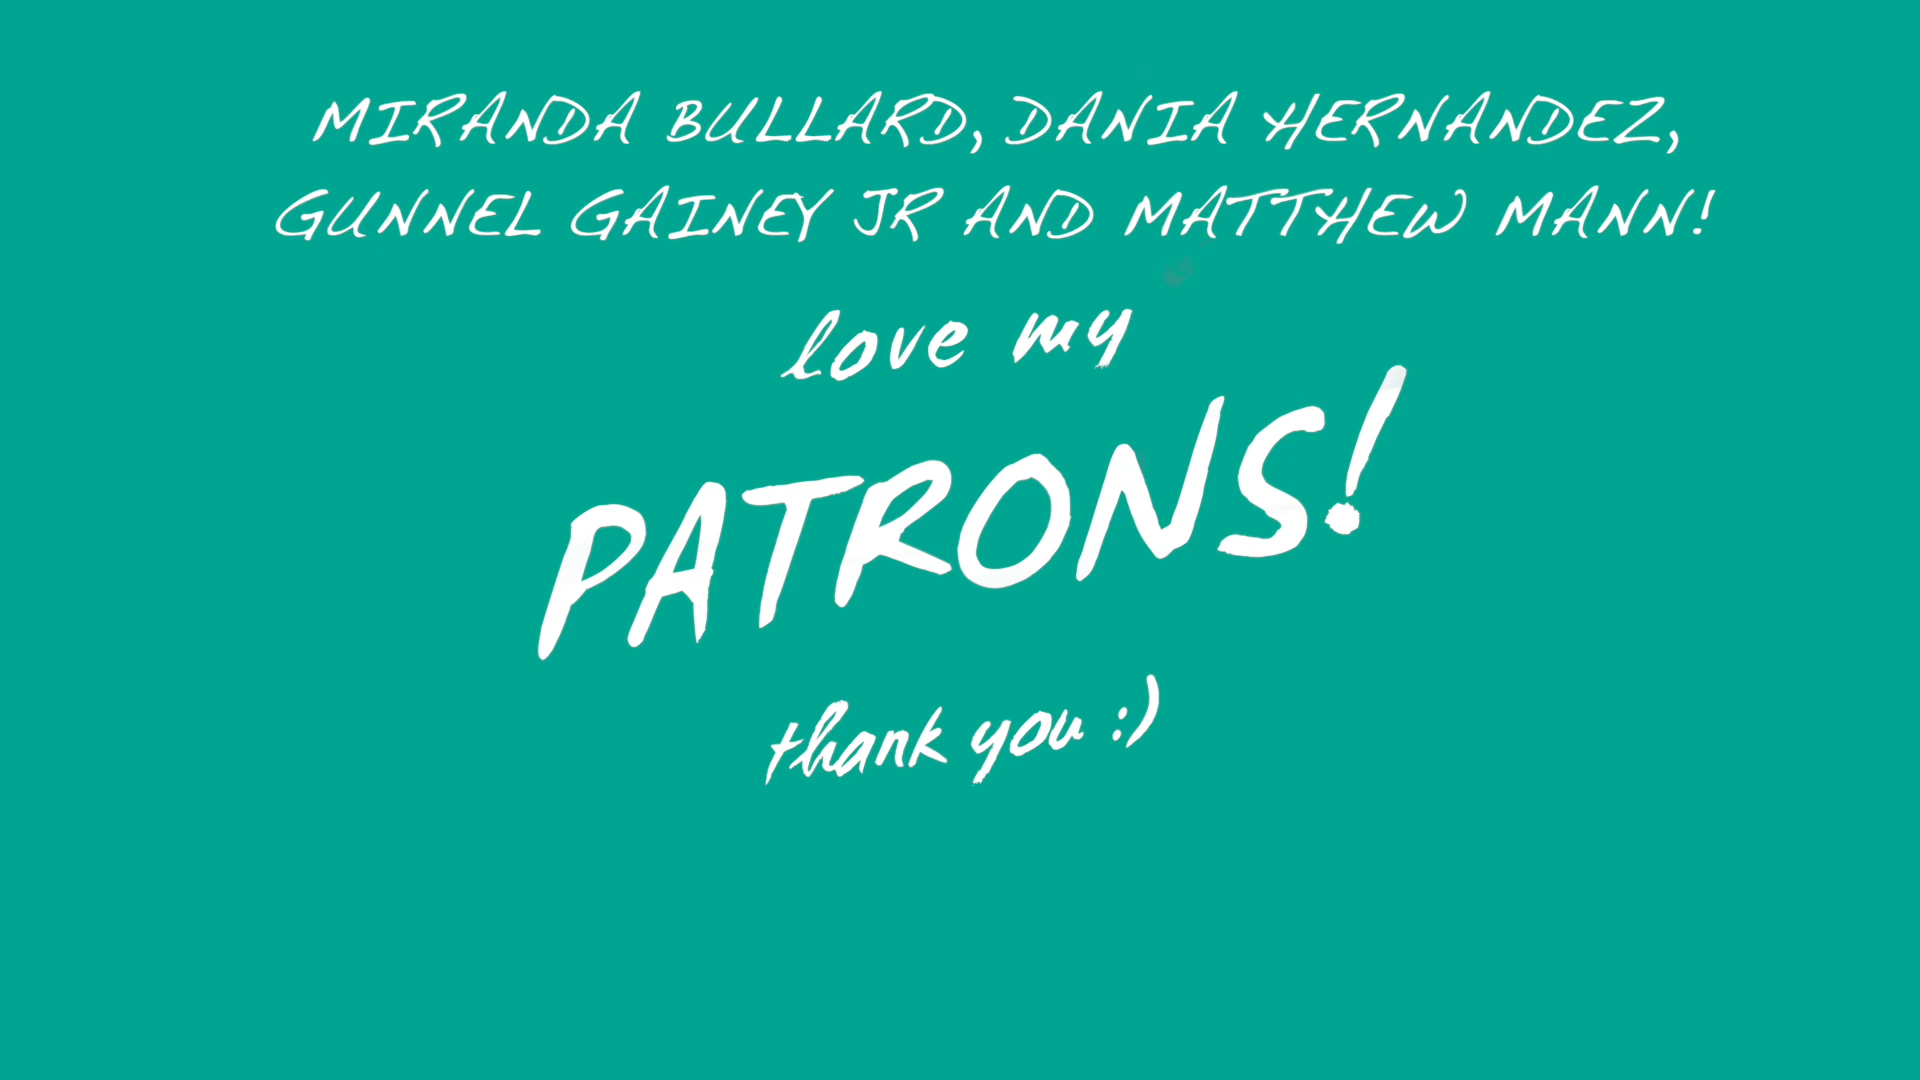 MIRANDA BULLARD, DANIA HERNANDEZ,
GUNNEL GAINEY JR AND MATTHEW MANN!
love my
PATRONS!
thank you :)